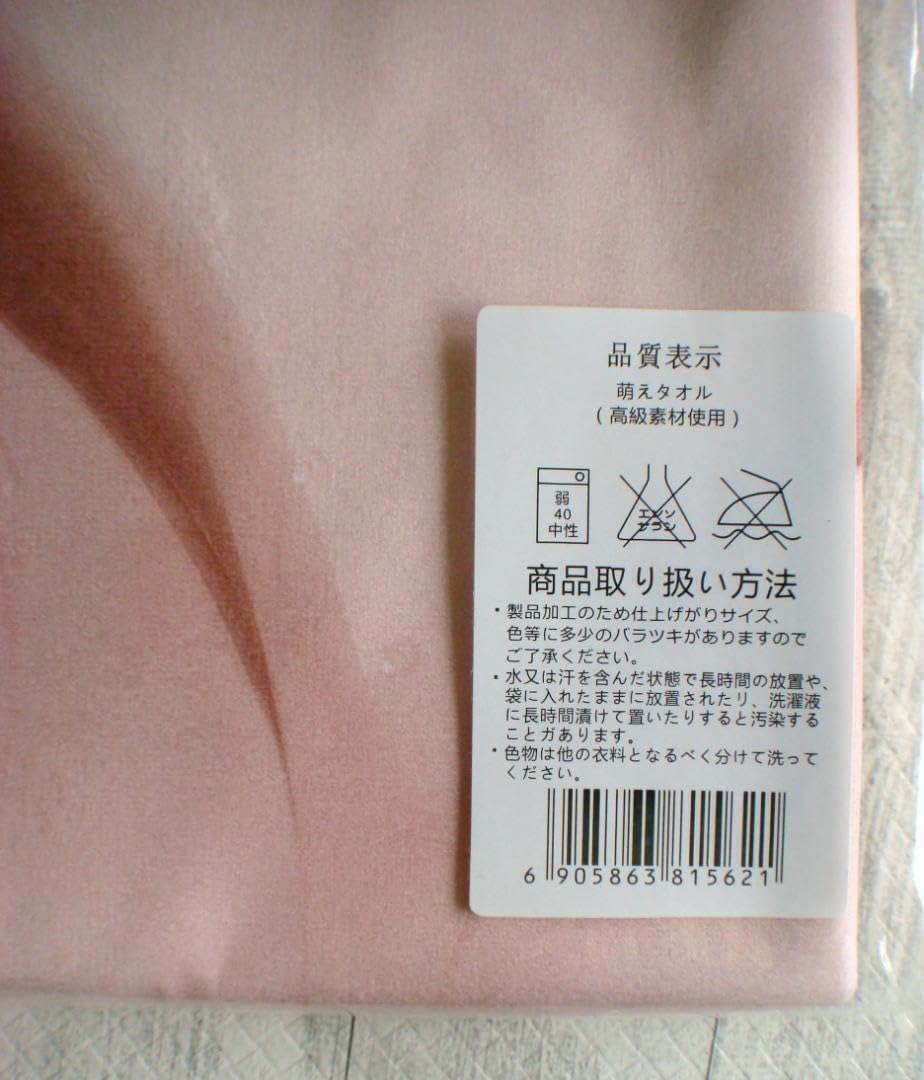 品質表示
萌えタオル
(高級素材使用)
弱
40
中性
エンソ
サラシ
商品取り扱い方法
・製品加工のため仕上げがりサイズ、
色等に多少のバラツキがありますので
ご了承ください。
・水又は汗を含んだ状態で長時間の放置や、
袋に入れたままに放置されたリ、洗濯液
に長時間漬けて置いたりすると汚染する
ことガあります。
・色物は他の衣料となるべく分けて洗って
ください。
6 905863 815621